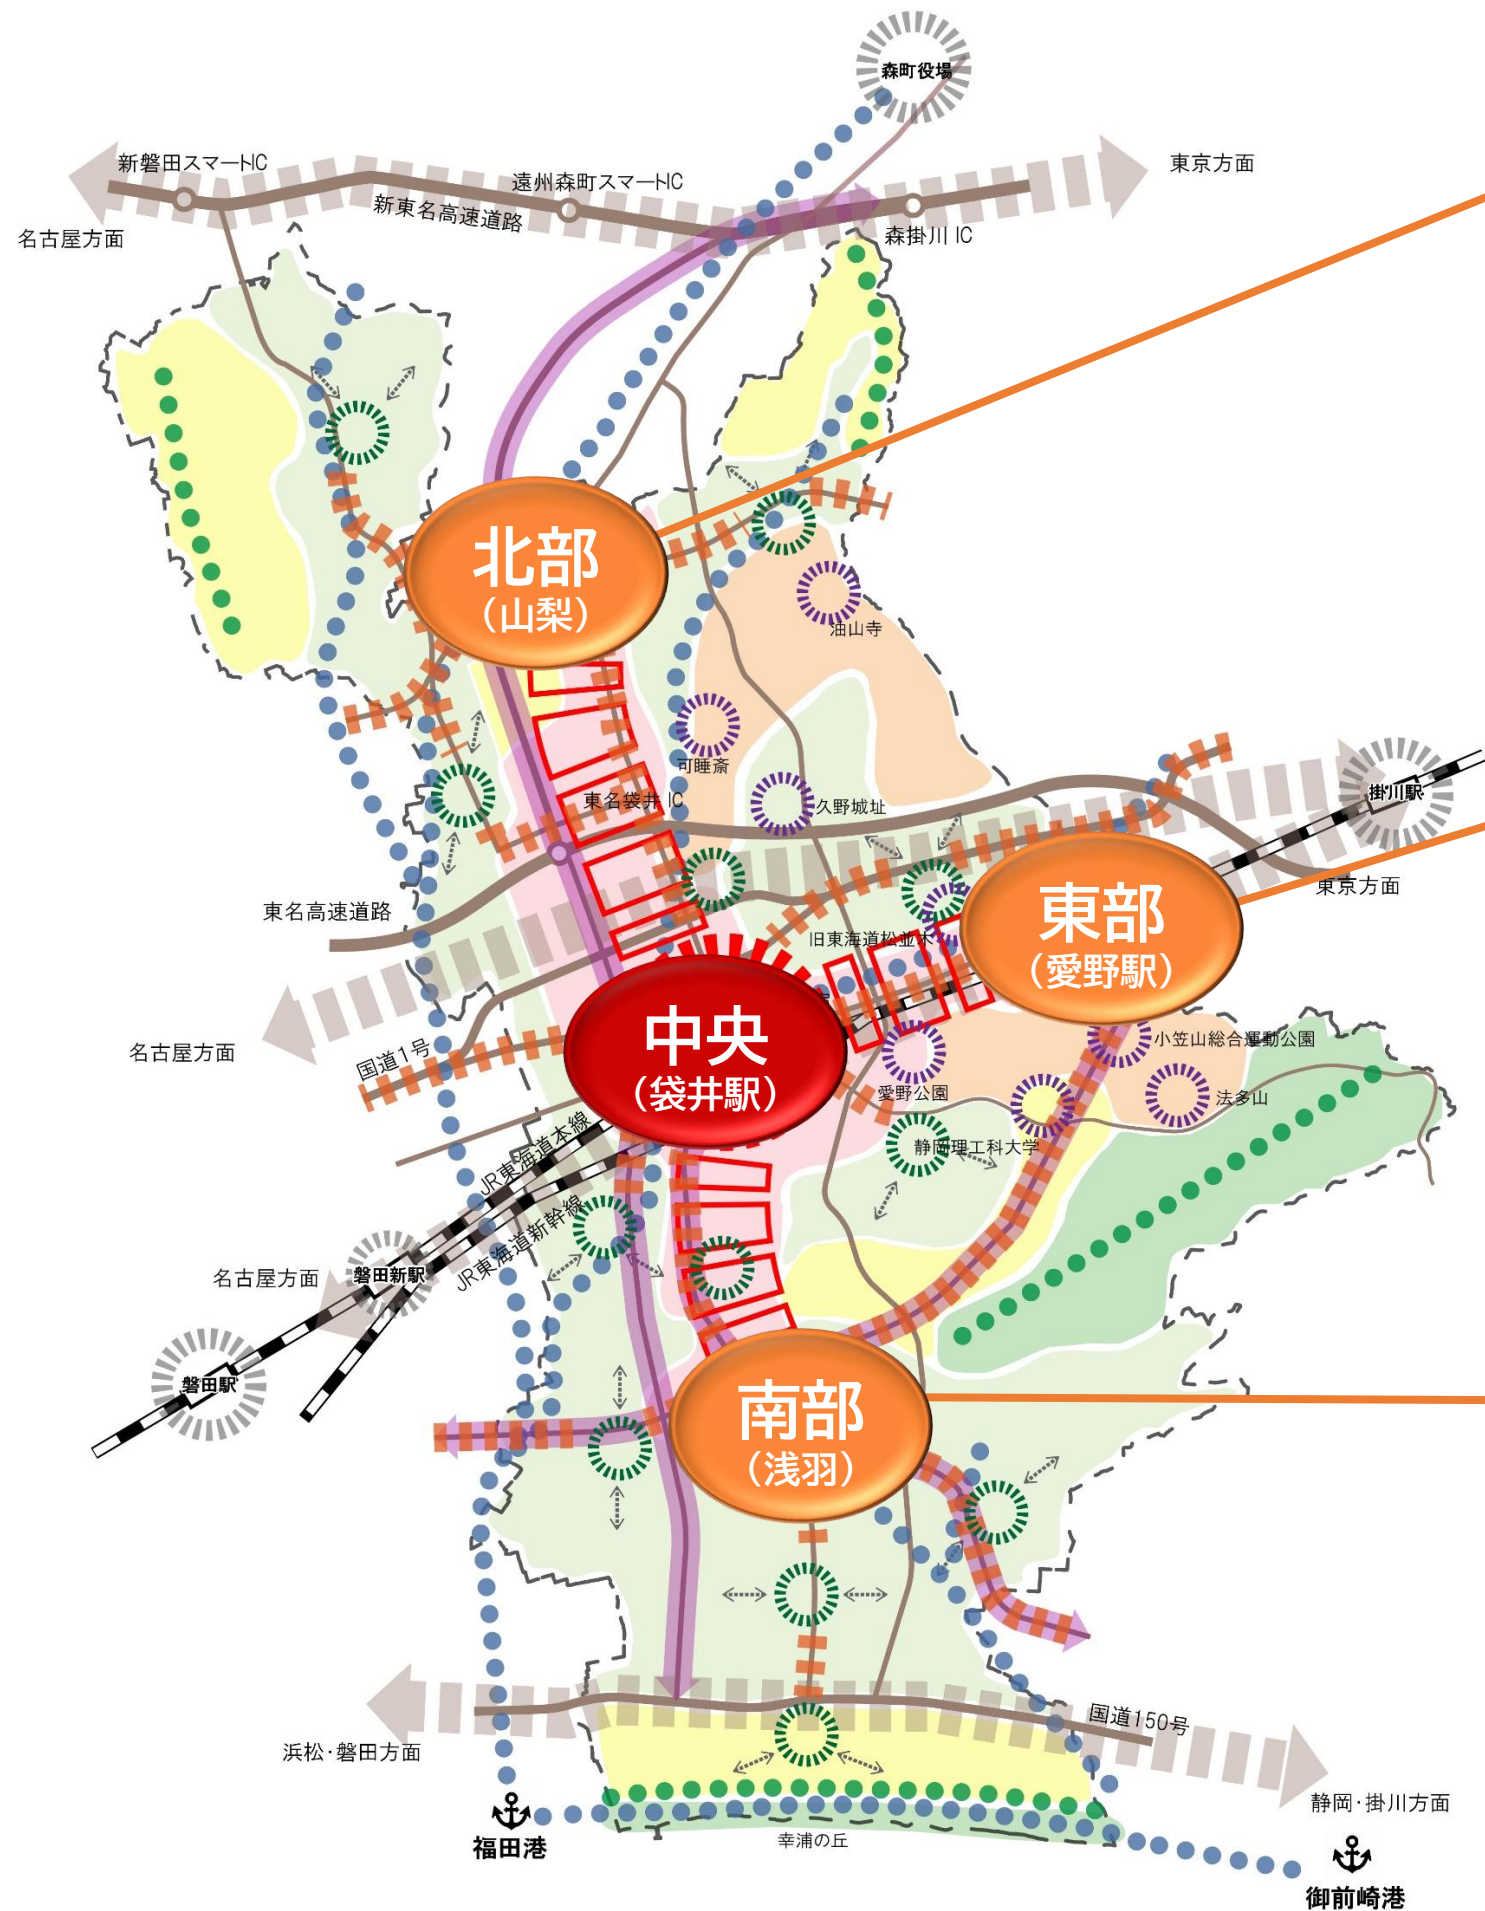 森町役場
新磐田スマートIC
遠州森町スマートIC
東京方面
新東名高速道路
名古屋方面
森掛川 IC
北部
（山梨）
油山寺
可睡斎
東名袋井 IC
久野城址
掛川駅
東京方面
東名高速道路
東部
（愛野駅）
旧東海道松並木
中央
（袋井駅）
名古屋方面
国道1号
小笠山総合運動公園
愛野公園
法多山
静岡理工科大学
JR東海道本線
JR東海道新幹線
名古屋方面
磐田新駅
磐田駅
南部
（浅羽）
国道150号
浜松・磐田方面
静岡・掛川方面
福田港
幸浦の丘
御前崎港